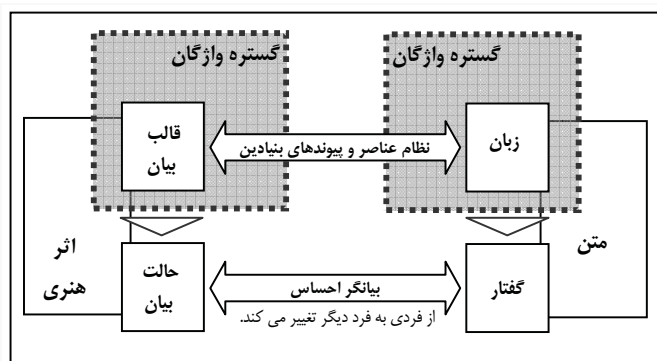 گستره واژگان
گستره واژگان
زبان
نظام عناصر و پیوندهای بنیادین
قالب
بیان
متن
اثر
هنری
گفتار
بیانگر احساس
از فردی به فرد دیگر تغییر می کند.
حالت
بیان